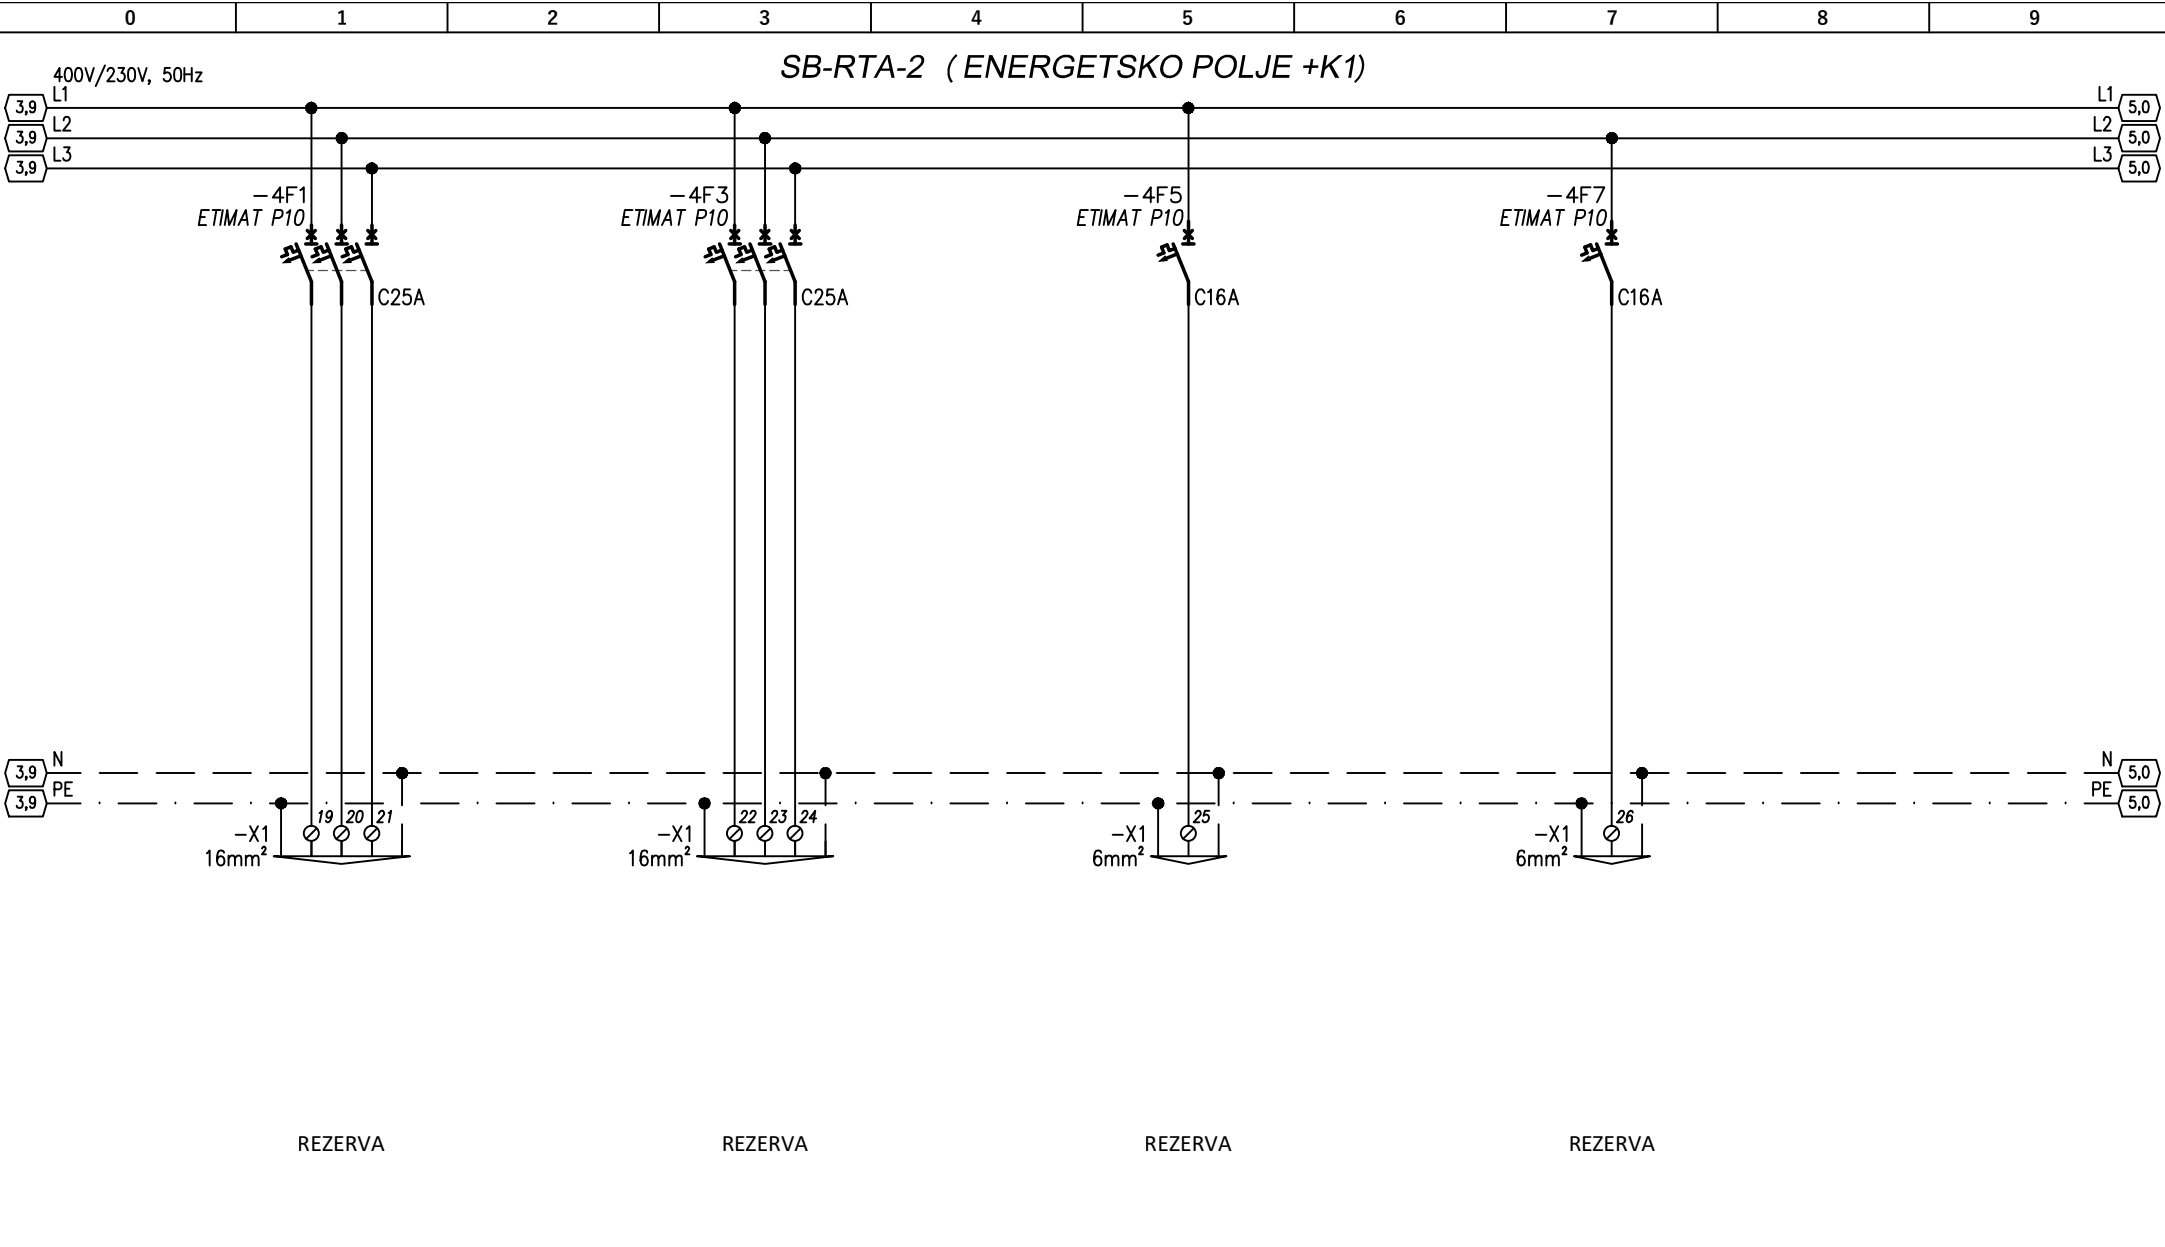 0 1 2 3 4 5 6 7 8 9
SB-RTA-2 (ENERGETSKO POLJE +K1)
400V/230V, 50Hz
3,9 L1 L1 5,0
3,9 L2 L2 5,0
3,9 L3 L3 5,0
-4F1 -4F3 -4F5 -4F7
ETIMAT P10 ETIMAT P10 ETIMAT P10 ETIMAT P10
C25A C25A C16A C16A
3,9 N N 5,0
3,9 PE PE 5,0
19 20 21 22 23 24 25 26
-X1 -X1 -X1 -X1
16mm² 16mm² 6mm² 6mm²
REZERVA REZERVA REZERVA REZERVA